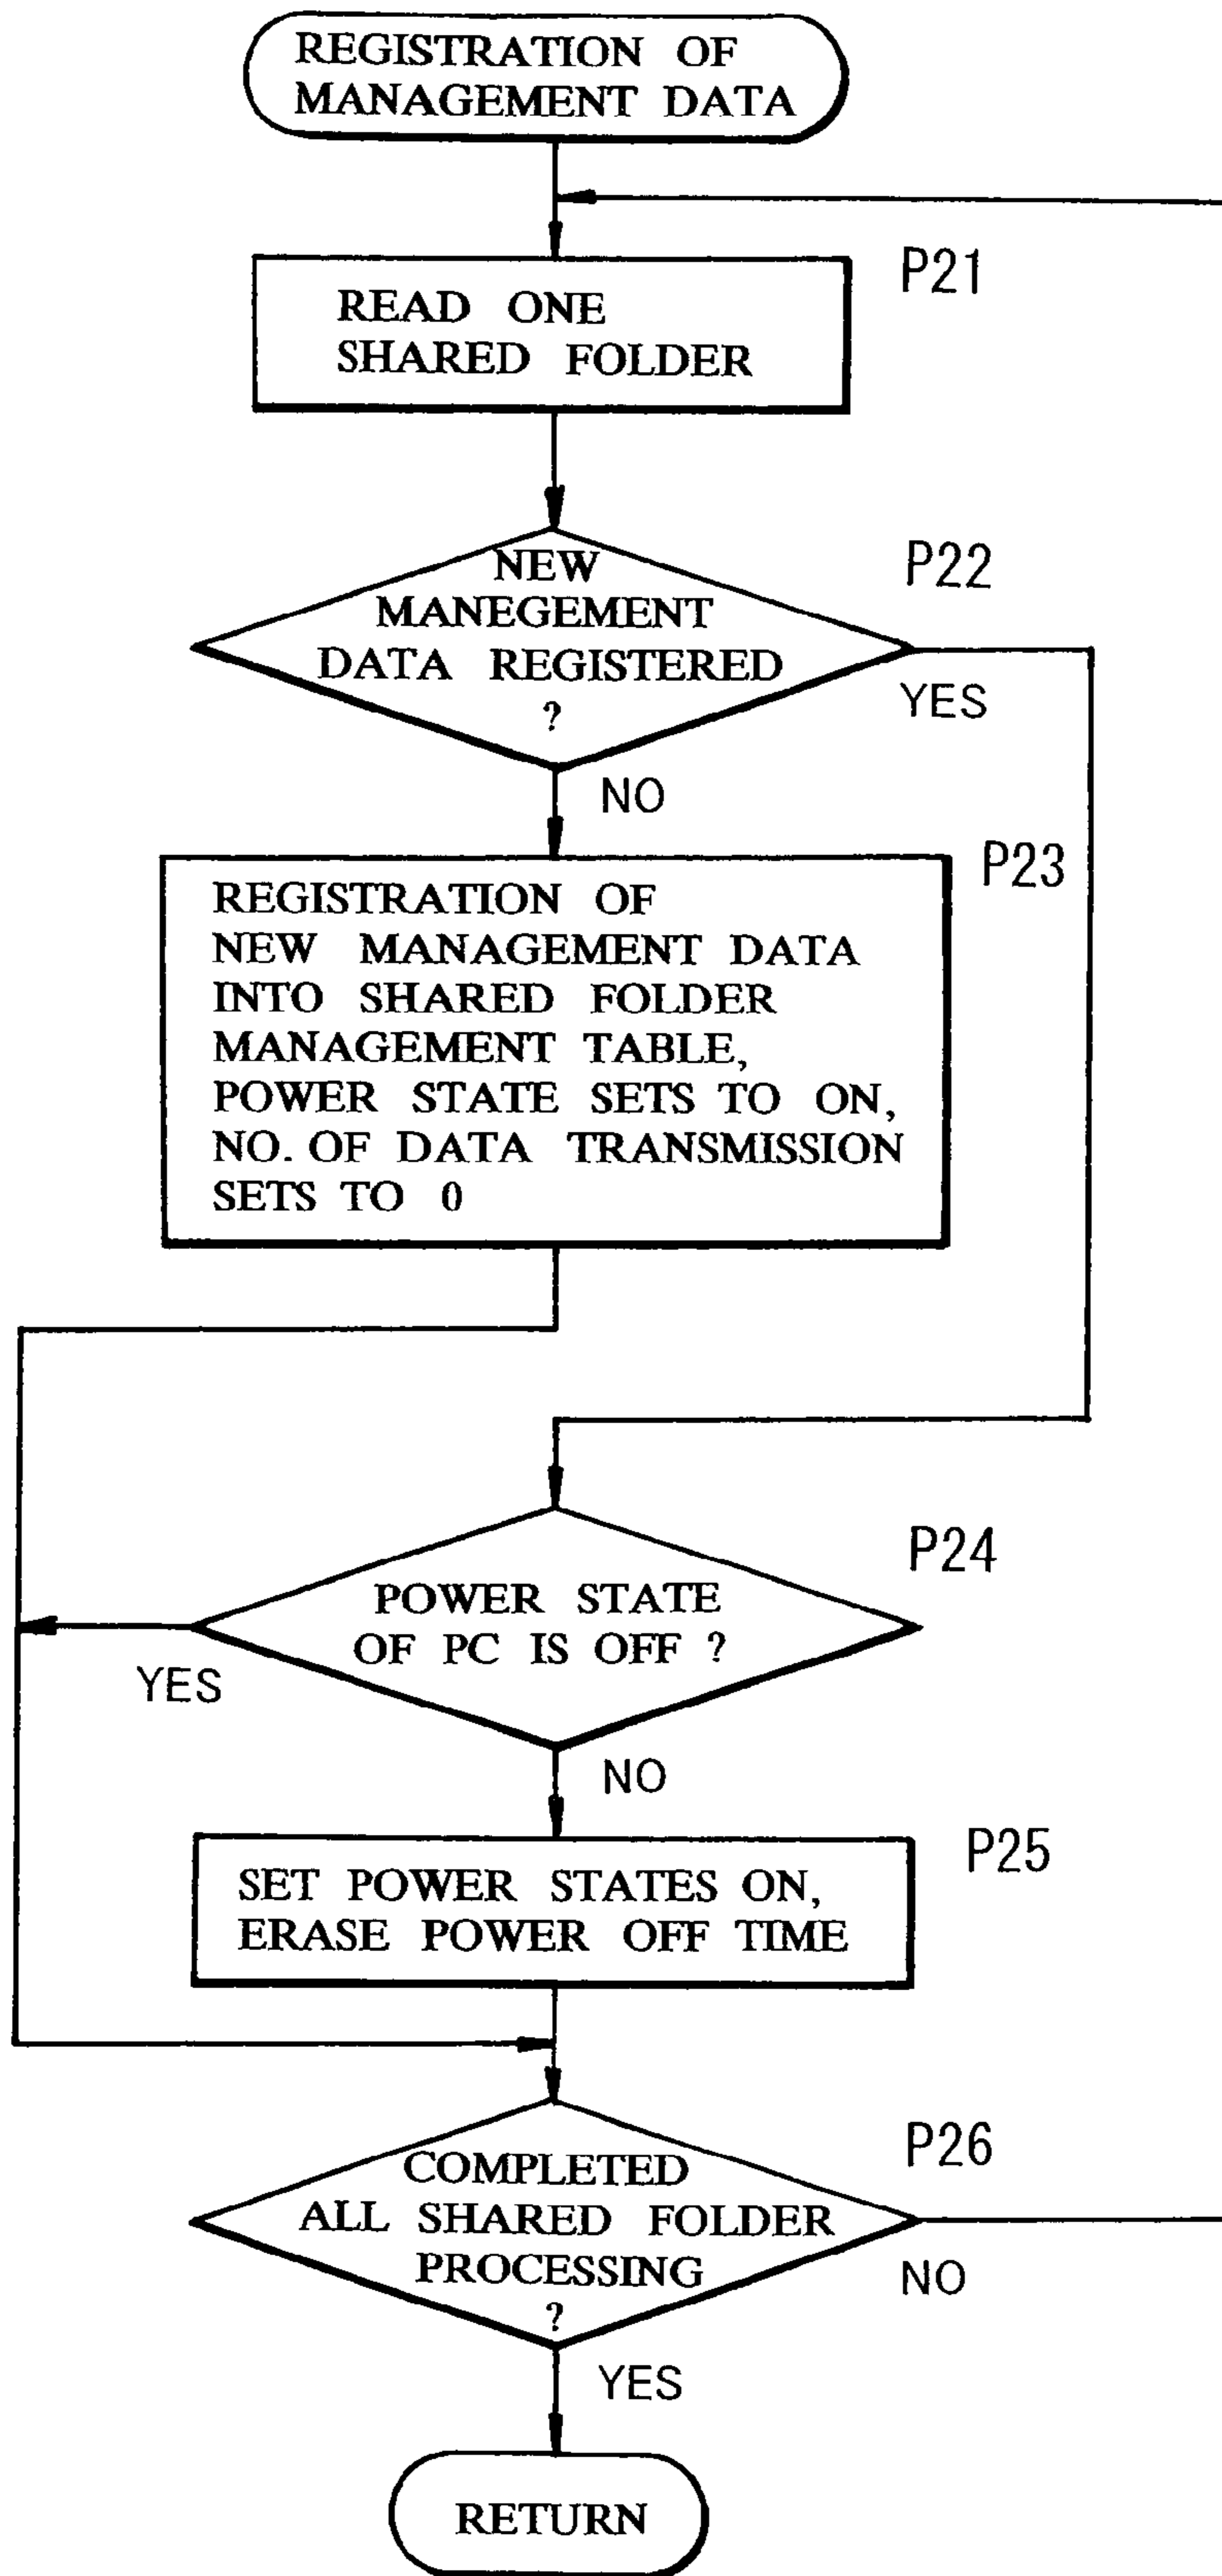 REGISTRATION OF
MANAGEMENT DATA
P21
READ ONE
SHARED FOLDER
P22
NEW
MANEGEMENT
DATA REGISTERED
?
YES
NO
P23
REGISTRATION OF
NEW MANAGEMENT DATA
INTO SHARED FOLDER
MANAGEMENT TABLE,
POWER STATE SETS TO ON,
NO. OF DATA TRANSMISSION
SETS TO 0
P24
POWER STATE
OF PC IS OFF ?
YES
NO
P25
SET POWER STATES ON,
ERASE POWER OFF TIME
P26
COMPLETED
ALL SHARED FOLDER
PROCESSING
?
NO
YES
RETURN